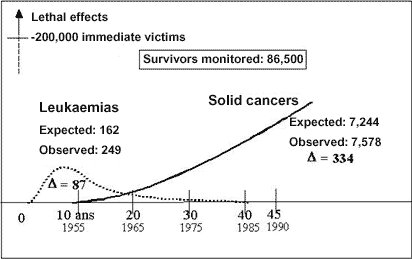 Lethal effects
-200,000 immediate victims
Survivors monitored: 86,500
Leukaemias
Expected: 162
Observed: 249
Δ = 87
Solid cancers
Expected: 7,244
Observed: 7,578
Δ = 334
0 10 ans 20 30 40 45
1955 1965 1975 1985 1990